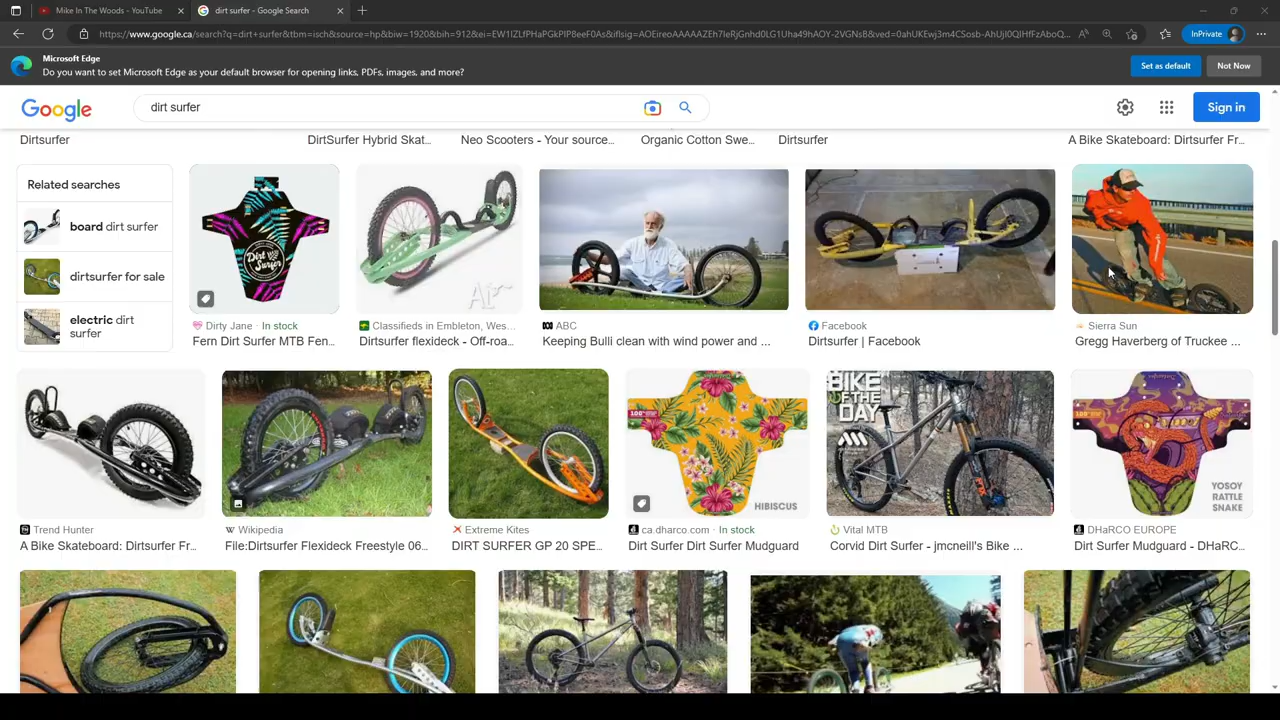 Mike In The Woods - YouTube
dirt surfer - Google Search
https://www.google.ca/search?q=dirt+surfer&tbm=isch&source=hp&biw=1920&bih=912&ei=
InPrivate
Microsoft Edge
Do you want to set Microsoft Edge as your default browser for opening links, PDFs, images, and more?
Set as default
Not Now
Google
dirt surfer
Sign in
Dirtsurfer
DirtSurfer Hybrid Skat...
Neo Scooters - Your source...
Organic Cotton Swe...
Dirtsurfer
A Bike Skateboard: Dirtsurfer Fr...
Related searches
board dirt surfer
dirtsurfer for sale
electric dirt
surfer
Dirt
Surfer
Dirty Jane · In stock
Fern Dirt Surfer MTB Fen...
Classifieds in Embleton, Wes...
Dirtsurfer flexideck - Off-roa...
ABC
Keeping Bulli clean with wind power and ...
Facebook
Dirtsurfer | Facebook
Sierra Sun
Gregg Haverberg of Truckee ...
Trend Hunter
A Bike Skateboard: Dirtsurfer Fr...
Wikipedia
File:Dirtsurfer Flexideck Freestyle 06...
Extreme Kites
DIRT SURFER GP 20 SPE...
100%
HIBISCUS
ca.dharco.com · In stock
Dirt Surfer Dirt Surfer Mudguard
BIKE
OF THE
DAY
Vital MTB
Corvid Dirt Surfer - jmcneill's Bike ...
100%
YOSOY
RATTLE
SNAKE
DHaRCO EUROPE
Dirt Surfer Mudguard - DHaRC...